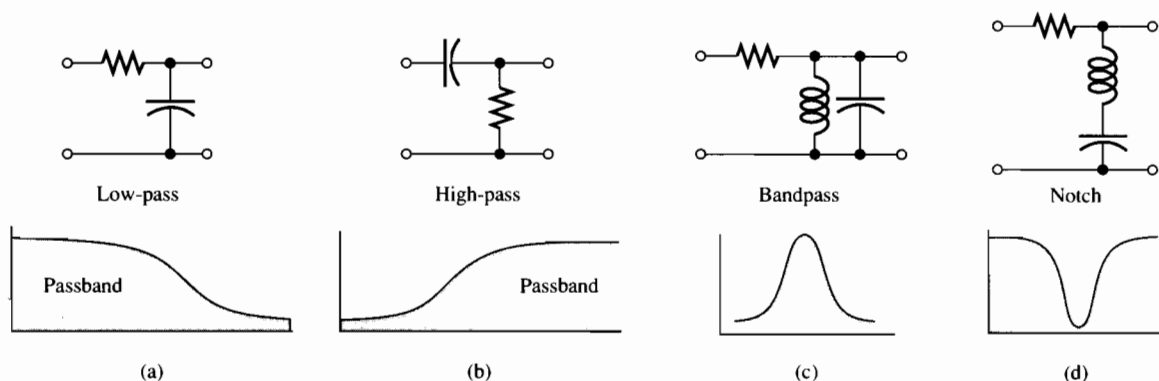 Low-pass
High-pass
Bandpass
Notch
Passband
Passband
(a)
(b)
(c)
(d)